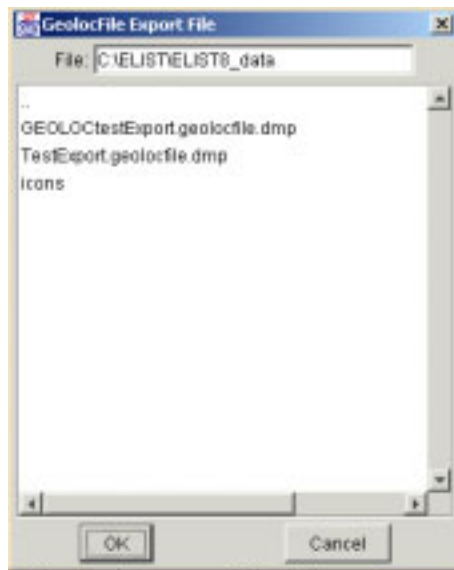 GeolocFile Export File
File: C:\ELIST\ELIST8_data
..
GEOLOCtestExport.geolocfile.dmp
TestExport.geolocfile.dmp
icons
OK Cancel